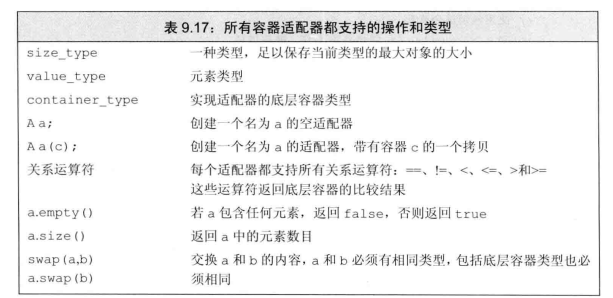 表 9.17：所有容器适配器都支持的操作和类型
size_type 一种类型，足以保存当前类型的最大对象的大小
value_type 元素类型
container_type 实现适配器的底层容器类型
A a; 创建一个名为 a 的空适配器
A a(c); 创建一个名为 a 的适配器，带有容器 c 的一个拷贝
关系运算符 每个适配器都支持所有关系运算符：==、!=、<、<=、>和>=
这些运算符返回底层容器的比较结果
a.empty() 若 a 包含任何元素，返回 false，否则返回 true
a.size() 返回 a 中的元素数目
swap(a,b) 交换 a 和 b 的内容，a 和 b 必须有相同类型，包括底层容器类型也必
a.swap(b) 须相同